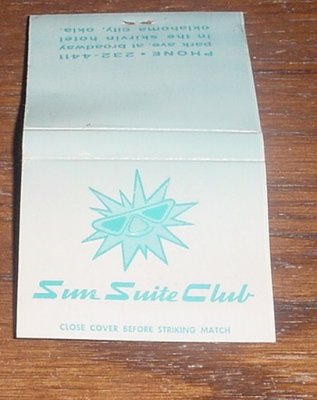 PHONE • 232-4411
in the skirvin hotel
park ave. at broadway
oklahoma city, okla.
Sun Suite Club
CLOSE COVER BEFORE STRIKING MATCH